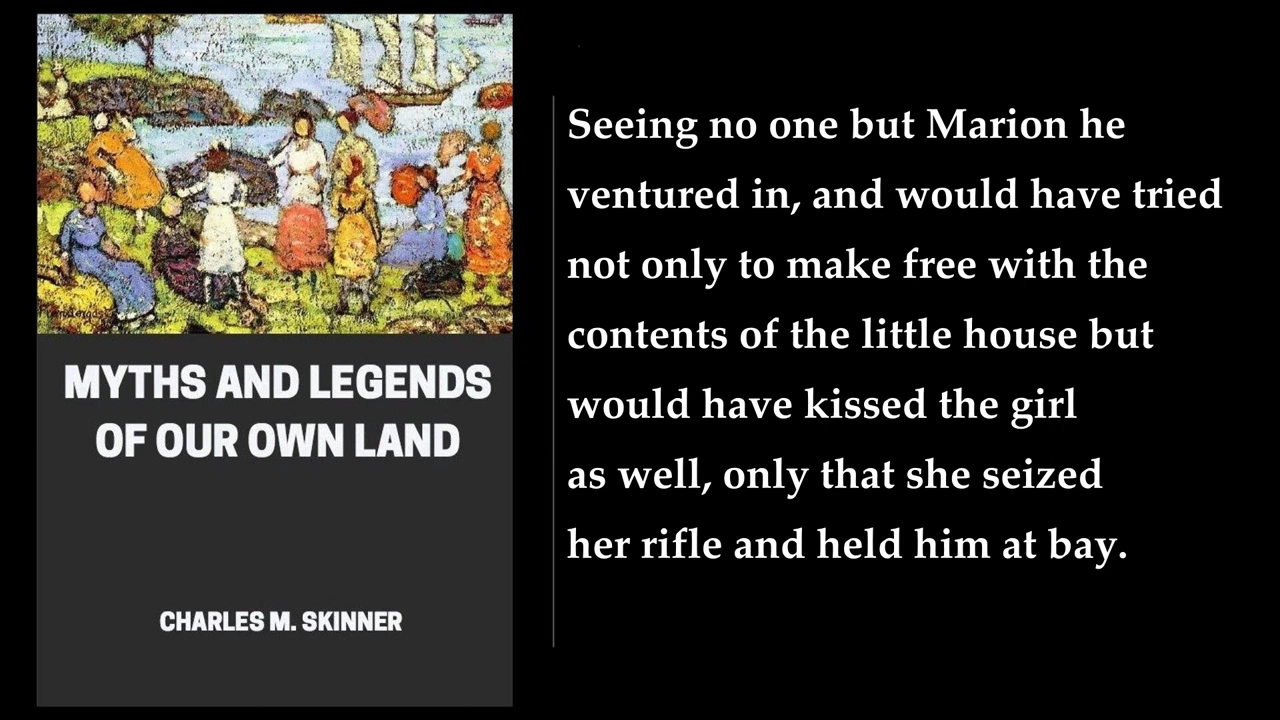 MYTHS AND LEGENDS
OF OUR OWN LAND
CHARLES M. SKINNER
Seeing no one but Marion he
ventured in, and would have tried
not only to make free with the
contents of the little house but
would have kissed the girl
as well, only that she seized
her rifle and held him at bay.